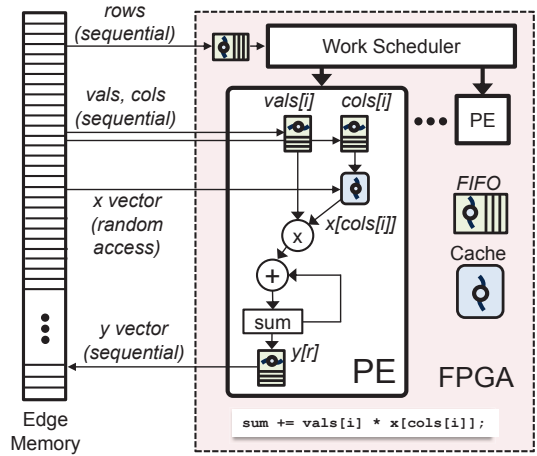 rows
(sequential)
Work Scheduler
vals, cols
(sequential)
vals[i]
cols[i]
PE
x vector
(random
access)
x[cols[i]]
FIFO
Cache
x
+
sum
y vector
(sequential)
y[r]
PE
FPGA
Edge
Memory
sum += vals[i] * x[cols[i]];